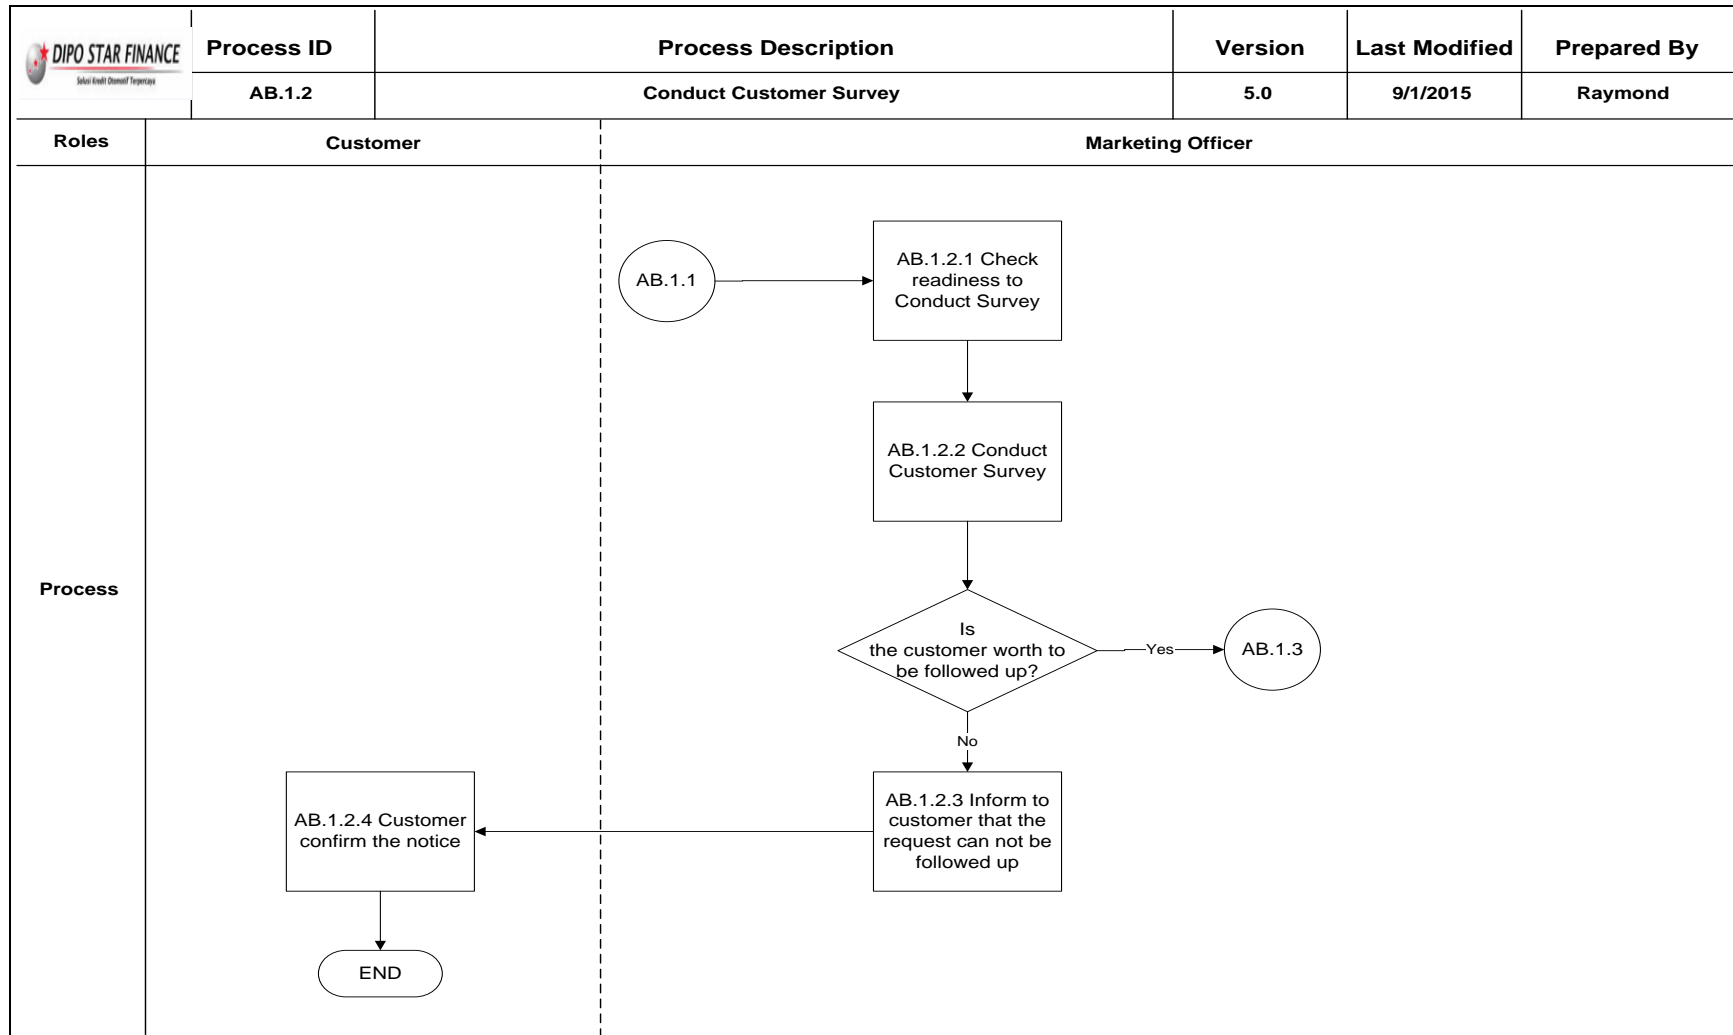 DIPO STAR FINANCE
Solusi Kredit Otomotif Terpercaya
Process ID
Process Description
Version
Last Modified
Prepared By
AB.1.2
Conduct Customer Survey
5.0
9/1/2015
Raymond
Roles
Customer
Marketing Officer
Process
AB.1.1
AB.1.2.1 Check
readiness to
Conduct Survey
AB.1.2.2 Conduct
Customer Survey
Is
the customer worth to
be followed up?
Yes
AB.1.3
No
AB.1.2.3 Inform to
customer that the
request can not be
followed up
AB.1.2.4 Customer
confirm the notice
END